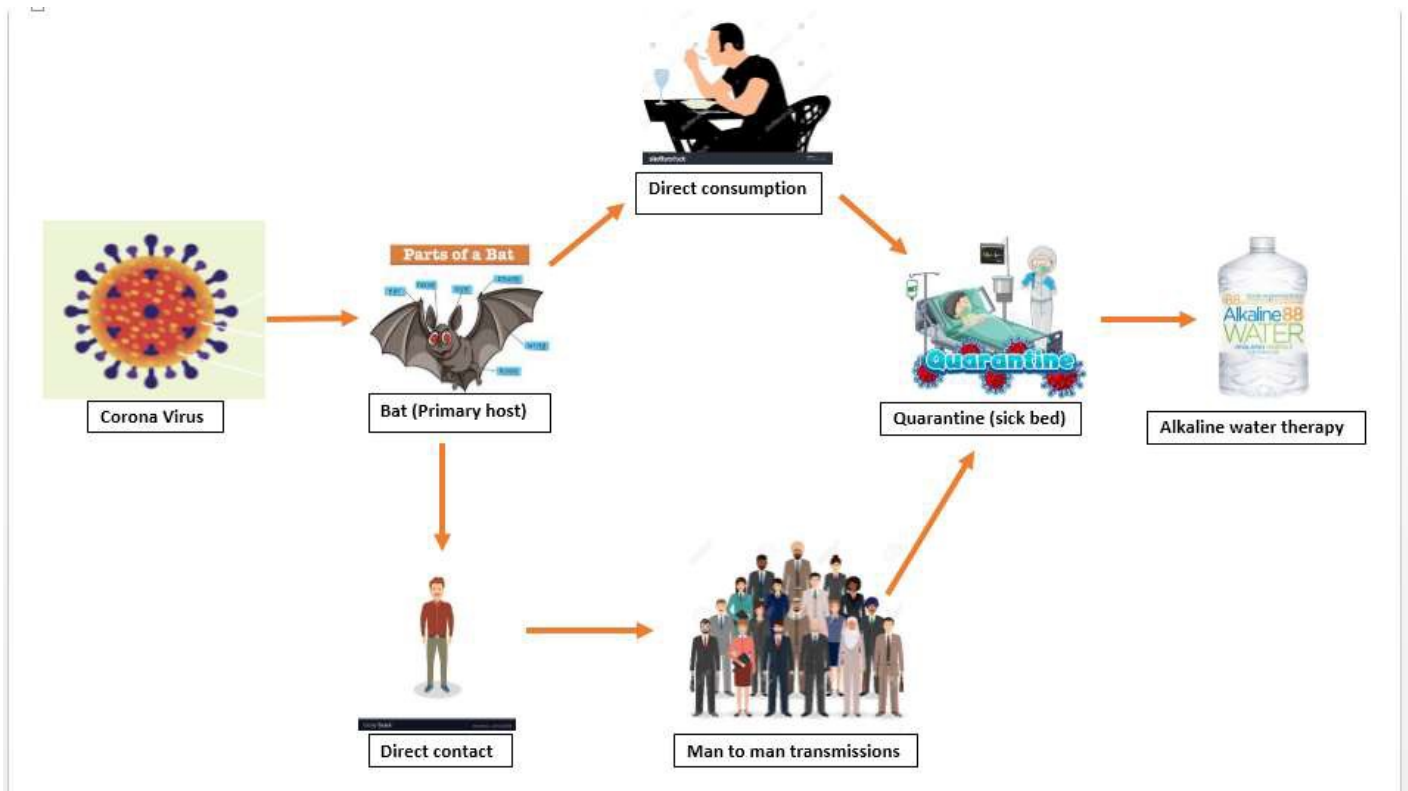 Direct consumption
Parts of a Bat
Corona Virus
Bat (Primary host)
Quarantine
Quarantine (sick bed)
Alkaline88
WATER
Alkaline water therapy
Direct contact
Man to man transmissions